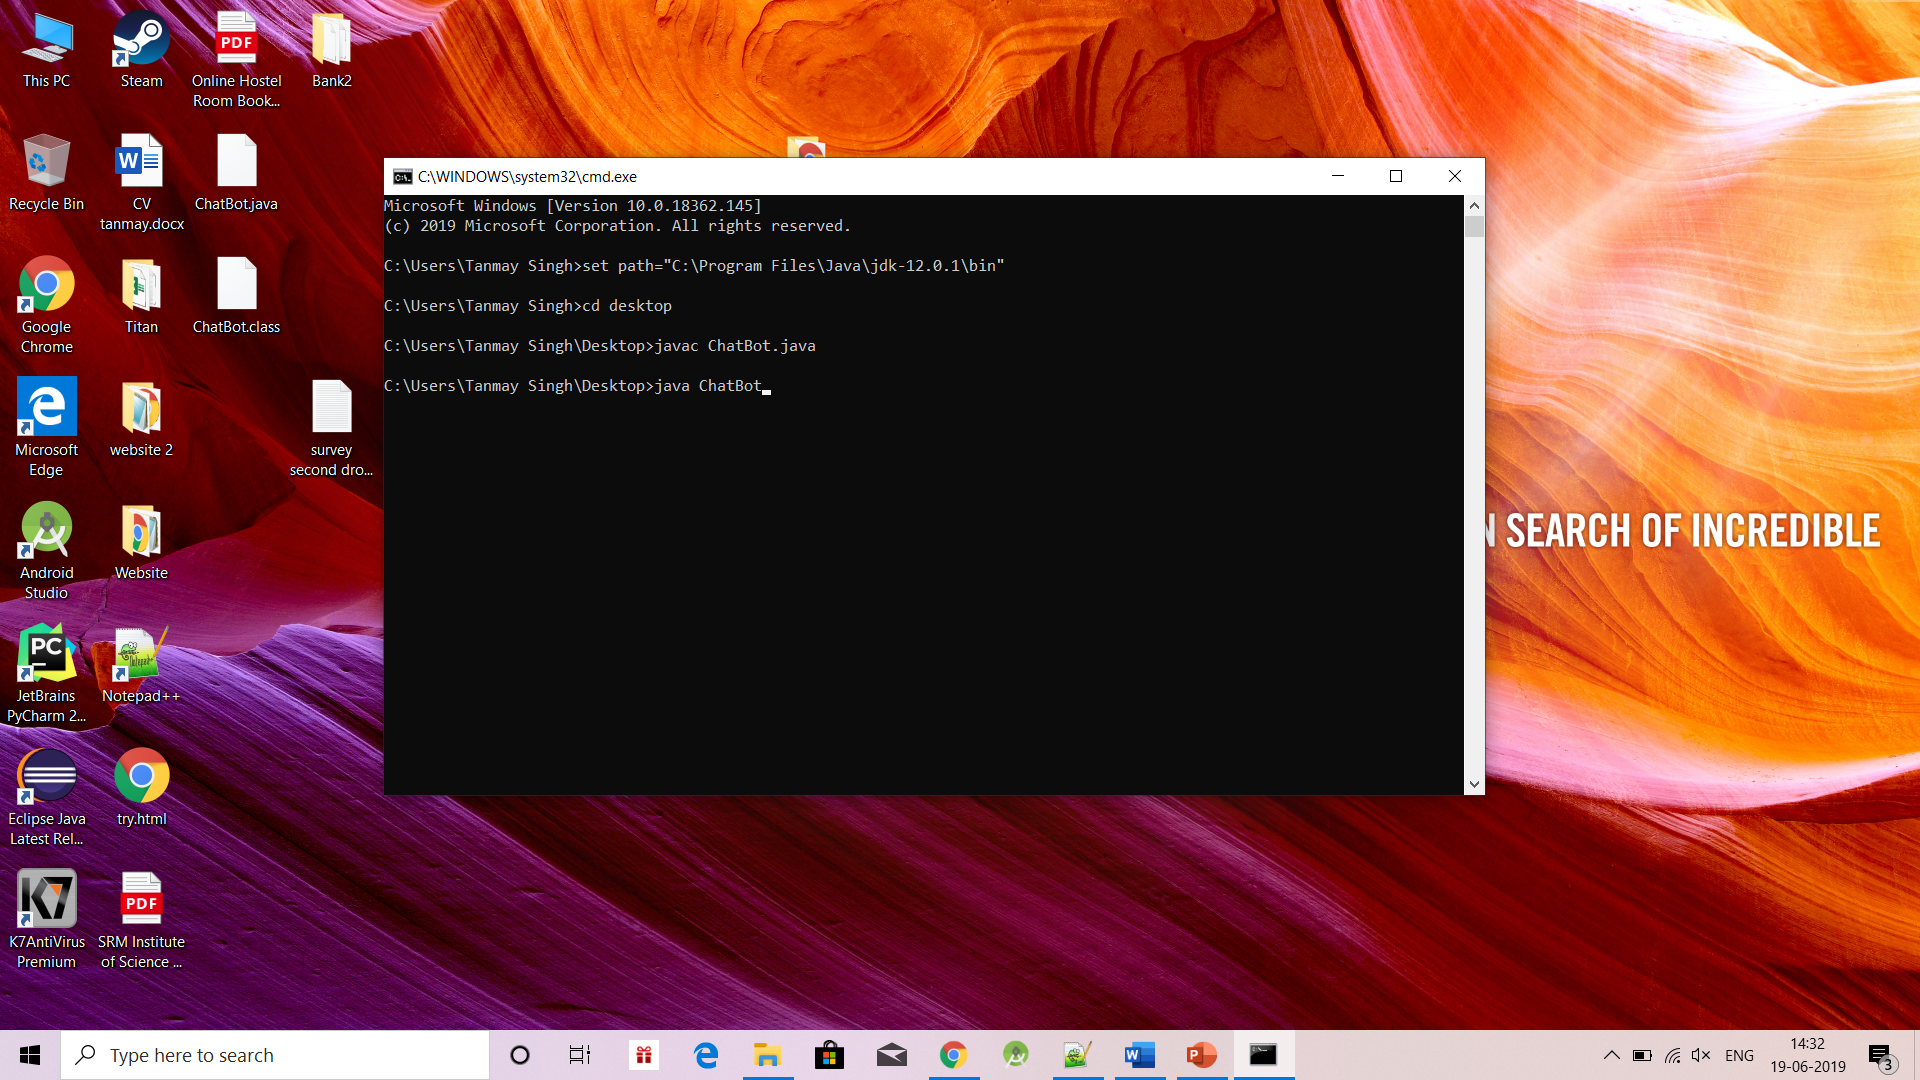 This PC
Steam
Online Hostel
Room Book...
Bank2
Recycle Bin
CV
tanmay.docx
ChatBot.java
Google
Chrome
Titan
ChatBot.class
Microsoft
Edge
website 2
survey
second dro...
Android
Studio
Website
JetBrains
PyCharm 2...
Notepad++
Eclipse Java
Latest Rel...
try.html
K7AntiVirus
Premium
SRM Institute
of Science ...
PDF
PDF
PC
K7
C:\WINDOWS\system32\cmd.exe
Microsoft Windows [Version 10.0.18362.145]
(c) 2019 Microsoft Corporation. All rights reserved.
C:\Users\Tanmay Singh>set path="C:\Program Files\Java\jdk-12.0.1\bin"
C:\Users\Tanmay Singh>cd desktop
C:\Users\Tanmay Singh\Desktop>javac ChatBot.java
C:\Users\Tanmay Singh\Desktop>java ChatBot
N SEARCH OF INCREDIBLE
Type here to search
ENG
14:32
19-06-2019
3